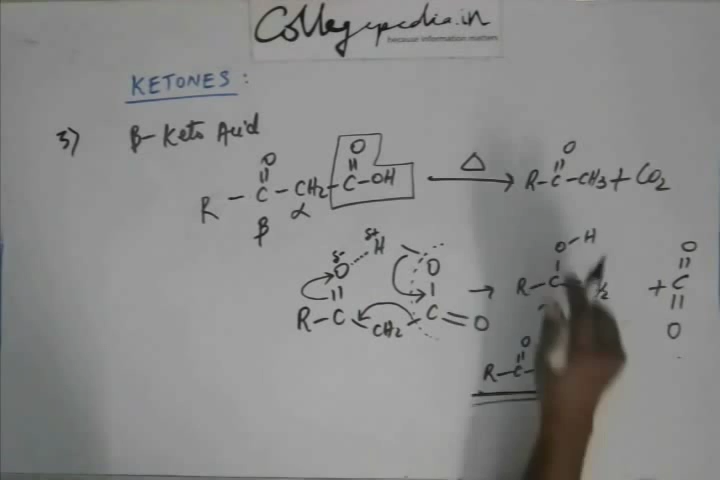 Collegepedia.in
because information matters
KETONES :
3) β- Keto Acid
O O O
R - C - CH2 - C - OH Δ R - C - CH3 + CO2
β α
δ- δ+ H O - H O
O O
R - C CH2 C = O → R - C + C
O
O
R - C -